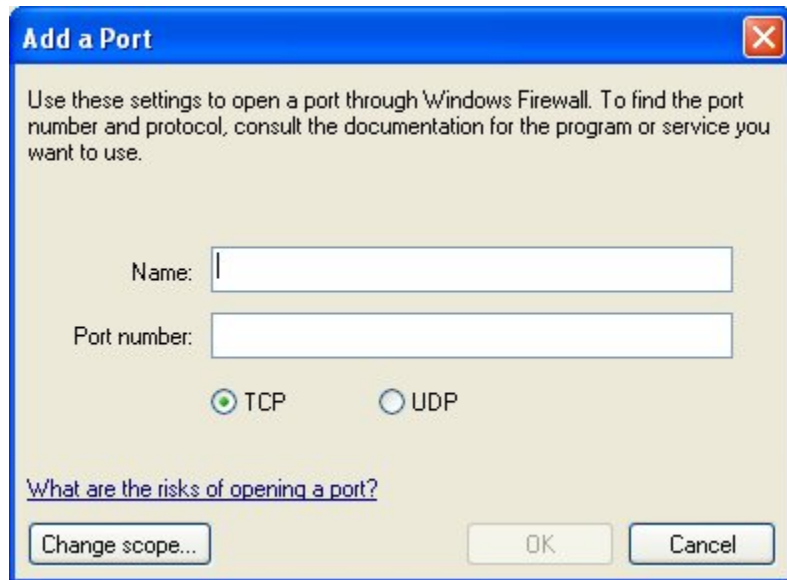 Add a Port
Use these settings to open a port through Windows Firewall. To find the port
number and protocol, consult the documentation for the program or service you
want to use.
Name:
Port number:
TCP UDP
What are the risks of opening a port?
Change scope... OK Cancel